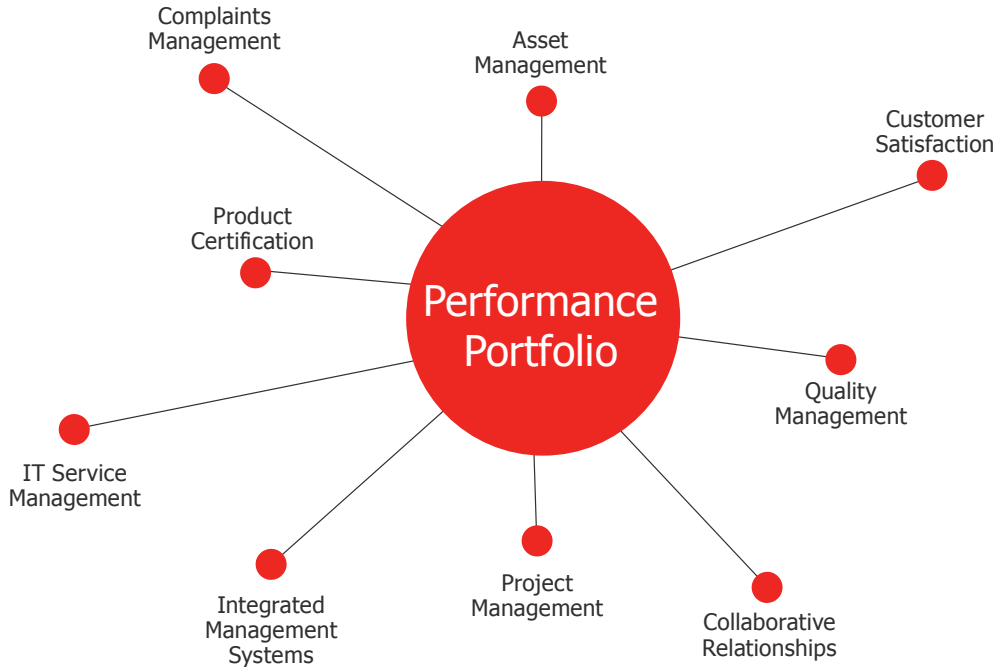 Complaints
Management
Asset
Management
Customer
Satisfaction
Product
Certification
Performance
Portfolio
Quality
Management
IT Service
Management
Integrated
Management
Systems
Project
Management
Collaborative
Relationships